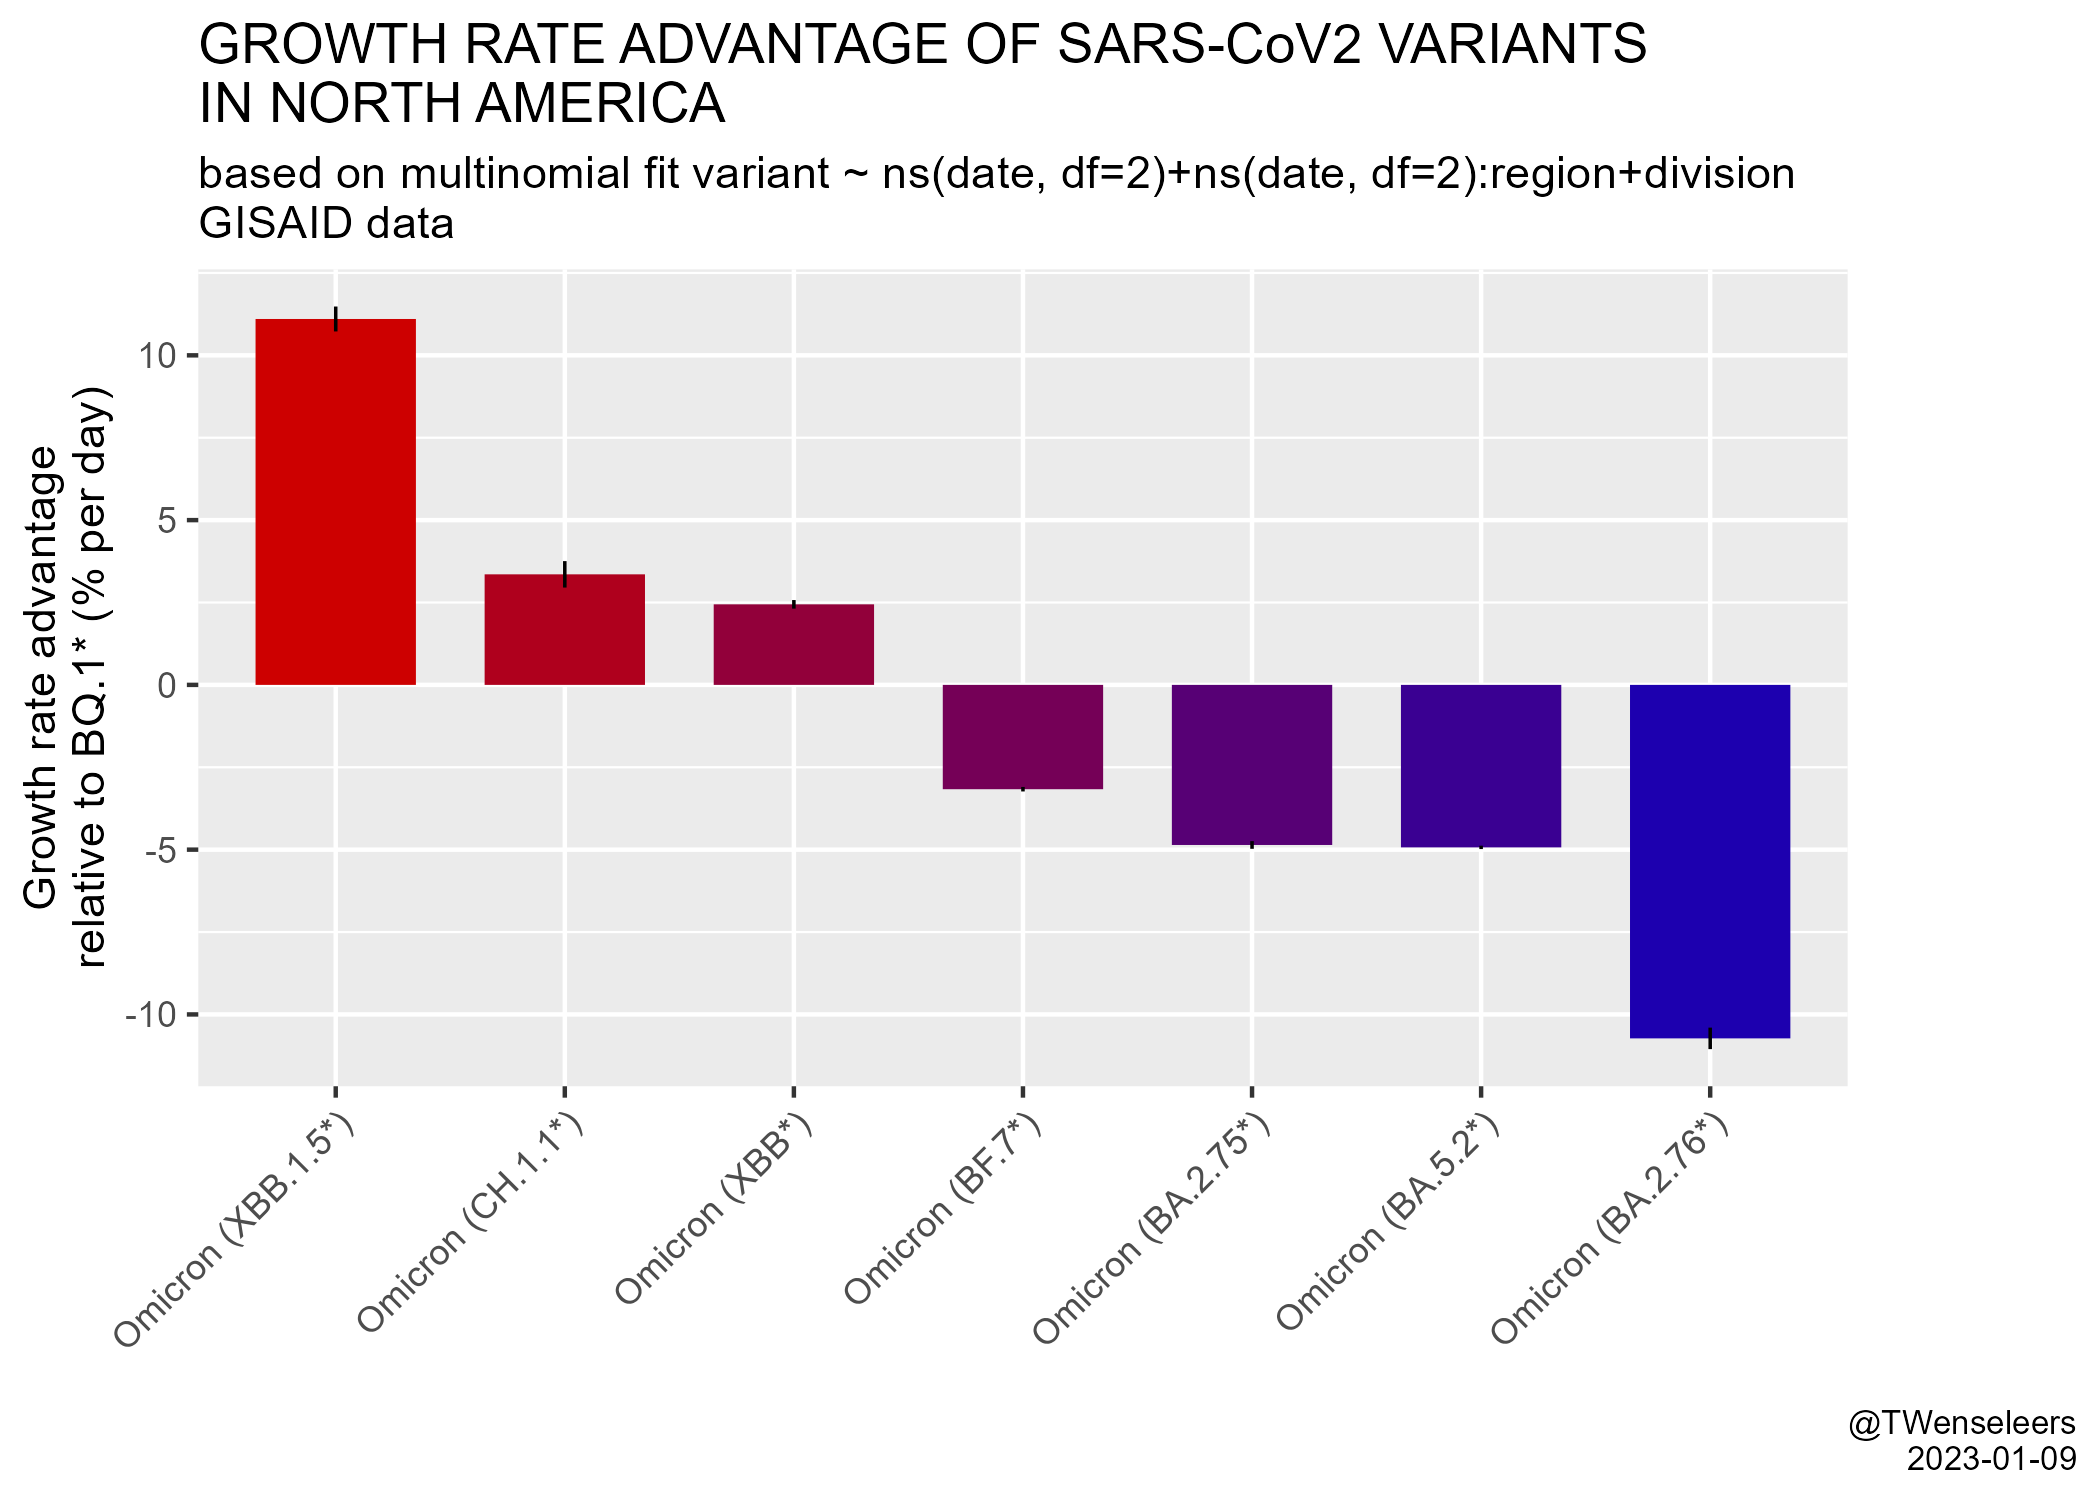 GROWTH RATE ADVANTAGE OF SARS-CoV2 VARIANTS
IN NORTH AMERICA
based on multinomial fit variant ~ ns(date, df=2)+ns(date, df=2):region+division
GISAID data
Growth rate advantage
relative to BQ.1* (% per day)
10
5
0
-5
-10
Omicron (XBB.1.5*)
Omicron (CH.1.1*)
Omicron (XBB*)
Omicron (BF.7*)
Omicron (BA.2.75*)
Omicron (BA.5.2*)
Omicron (BA.2.76*)
@TWenseleers
2023-01-09